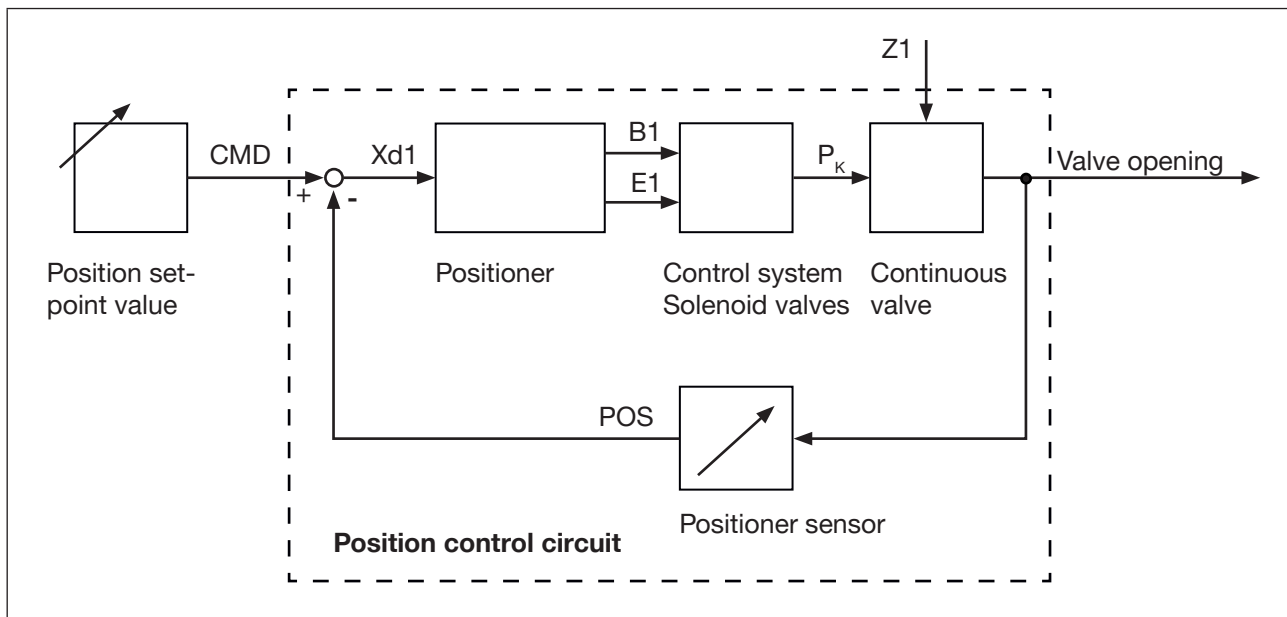 Z1
CMD
Xd1
B1
E1
P_K
Valve opening
+
-
Position set-
point value
Positioner
Control system
Solenoid valves
Continuous
valve
POS
Positioner sensor
Position control circuit